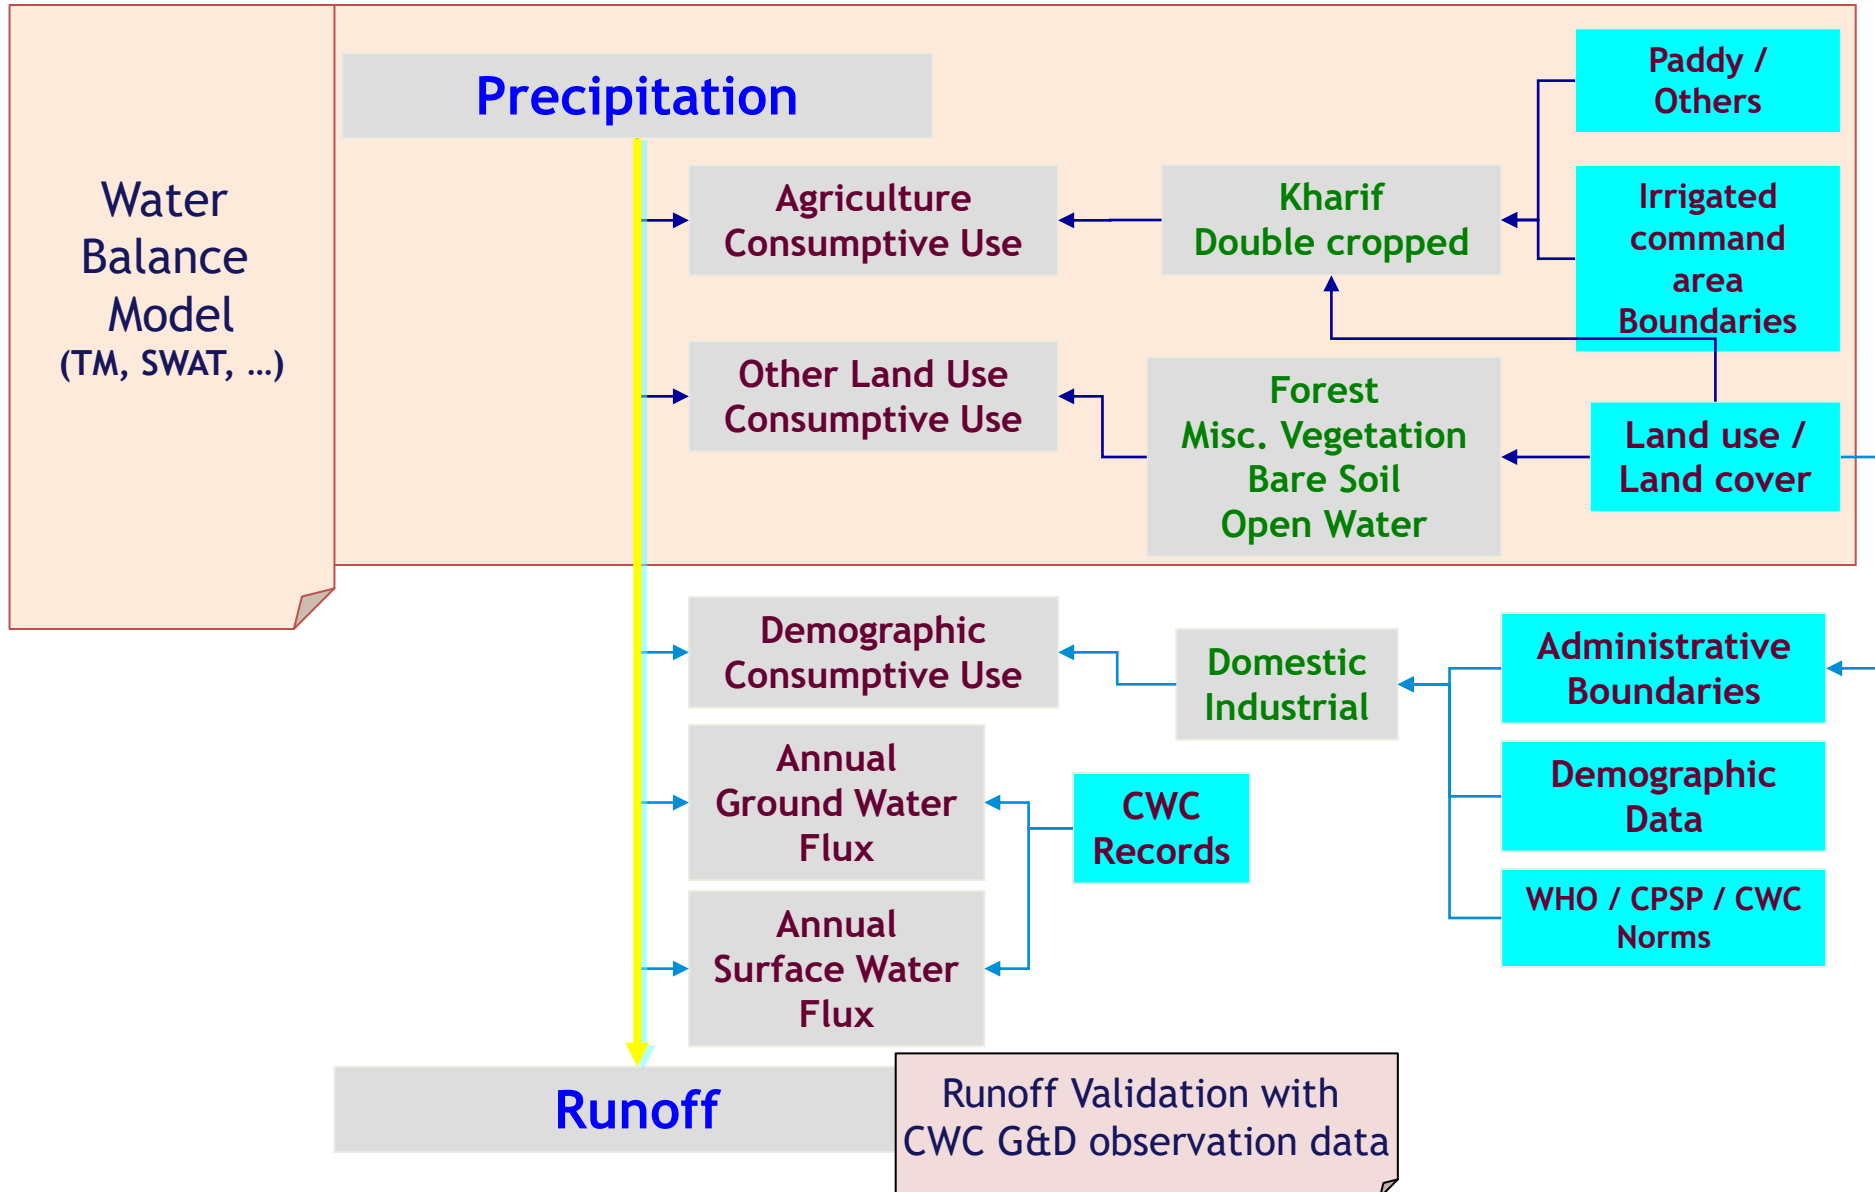 Water
Balance
Model
(TM, SWAT, …)
Precipitation
Agriculture
Consumptive Use
Kharif
Double cropped
Paddy /
Others
Irrigated
command
area
Boundaries
Other Land Use
Consumptive Use
Forest
Misc. Vegetation
Bare Soil
Open Water
Land use /
Land cover
Demographic
Consumptive Use
Domestic
Industrial
Administrative
Boundaries
Annual
Ground Water
Flux
CWC
Records
Demographic
Data
Annual
Surface Water
Flux
WHO / CPSP / CWC
Norms
Runoff
Runoff Validation with
CWC G&D observation data